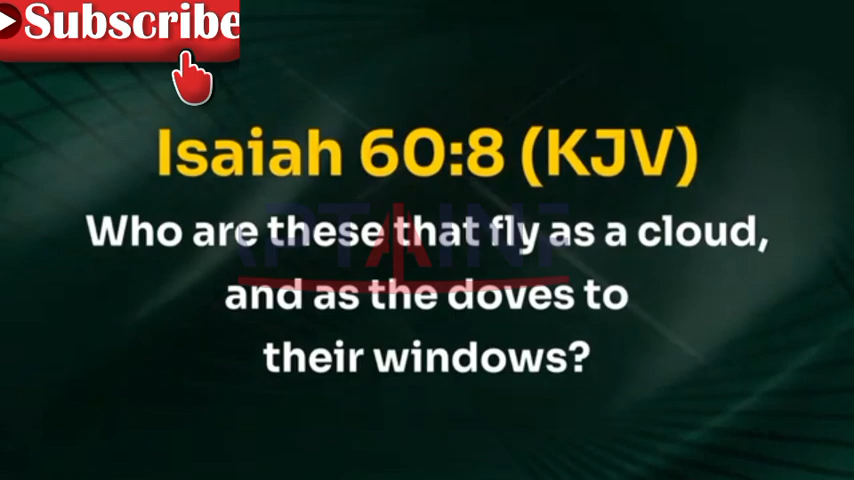 Subscribe
Isaiah 60:8 (KJV)
Who are these that fly as a cloud,
and as the doves to
their windows?